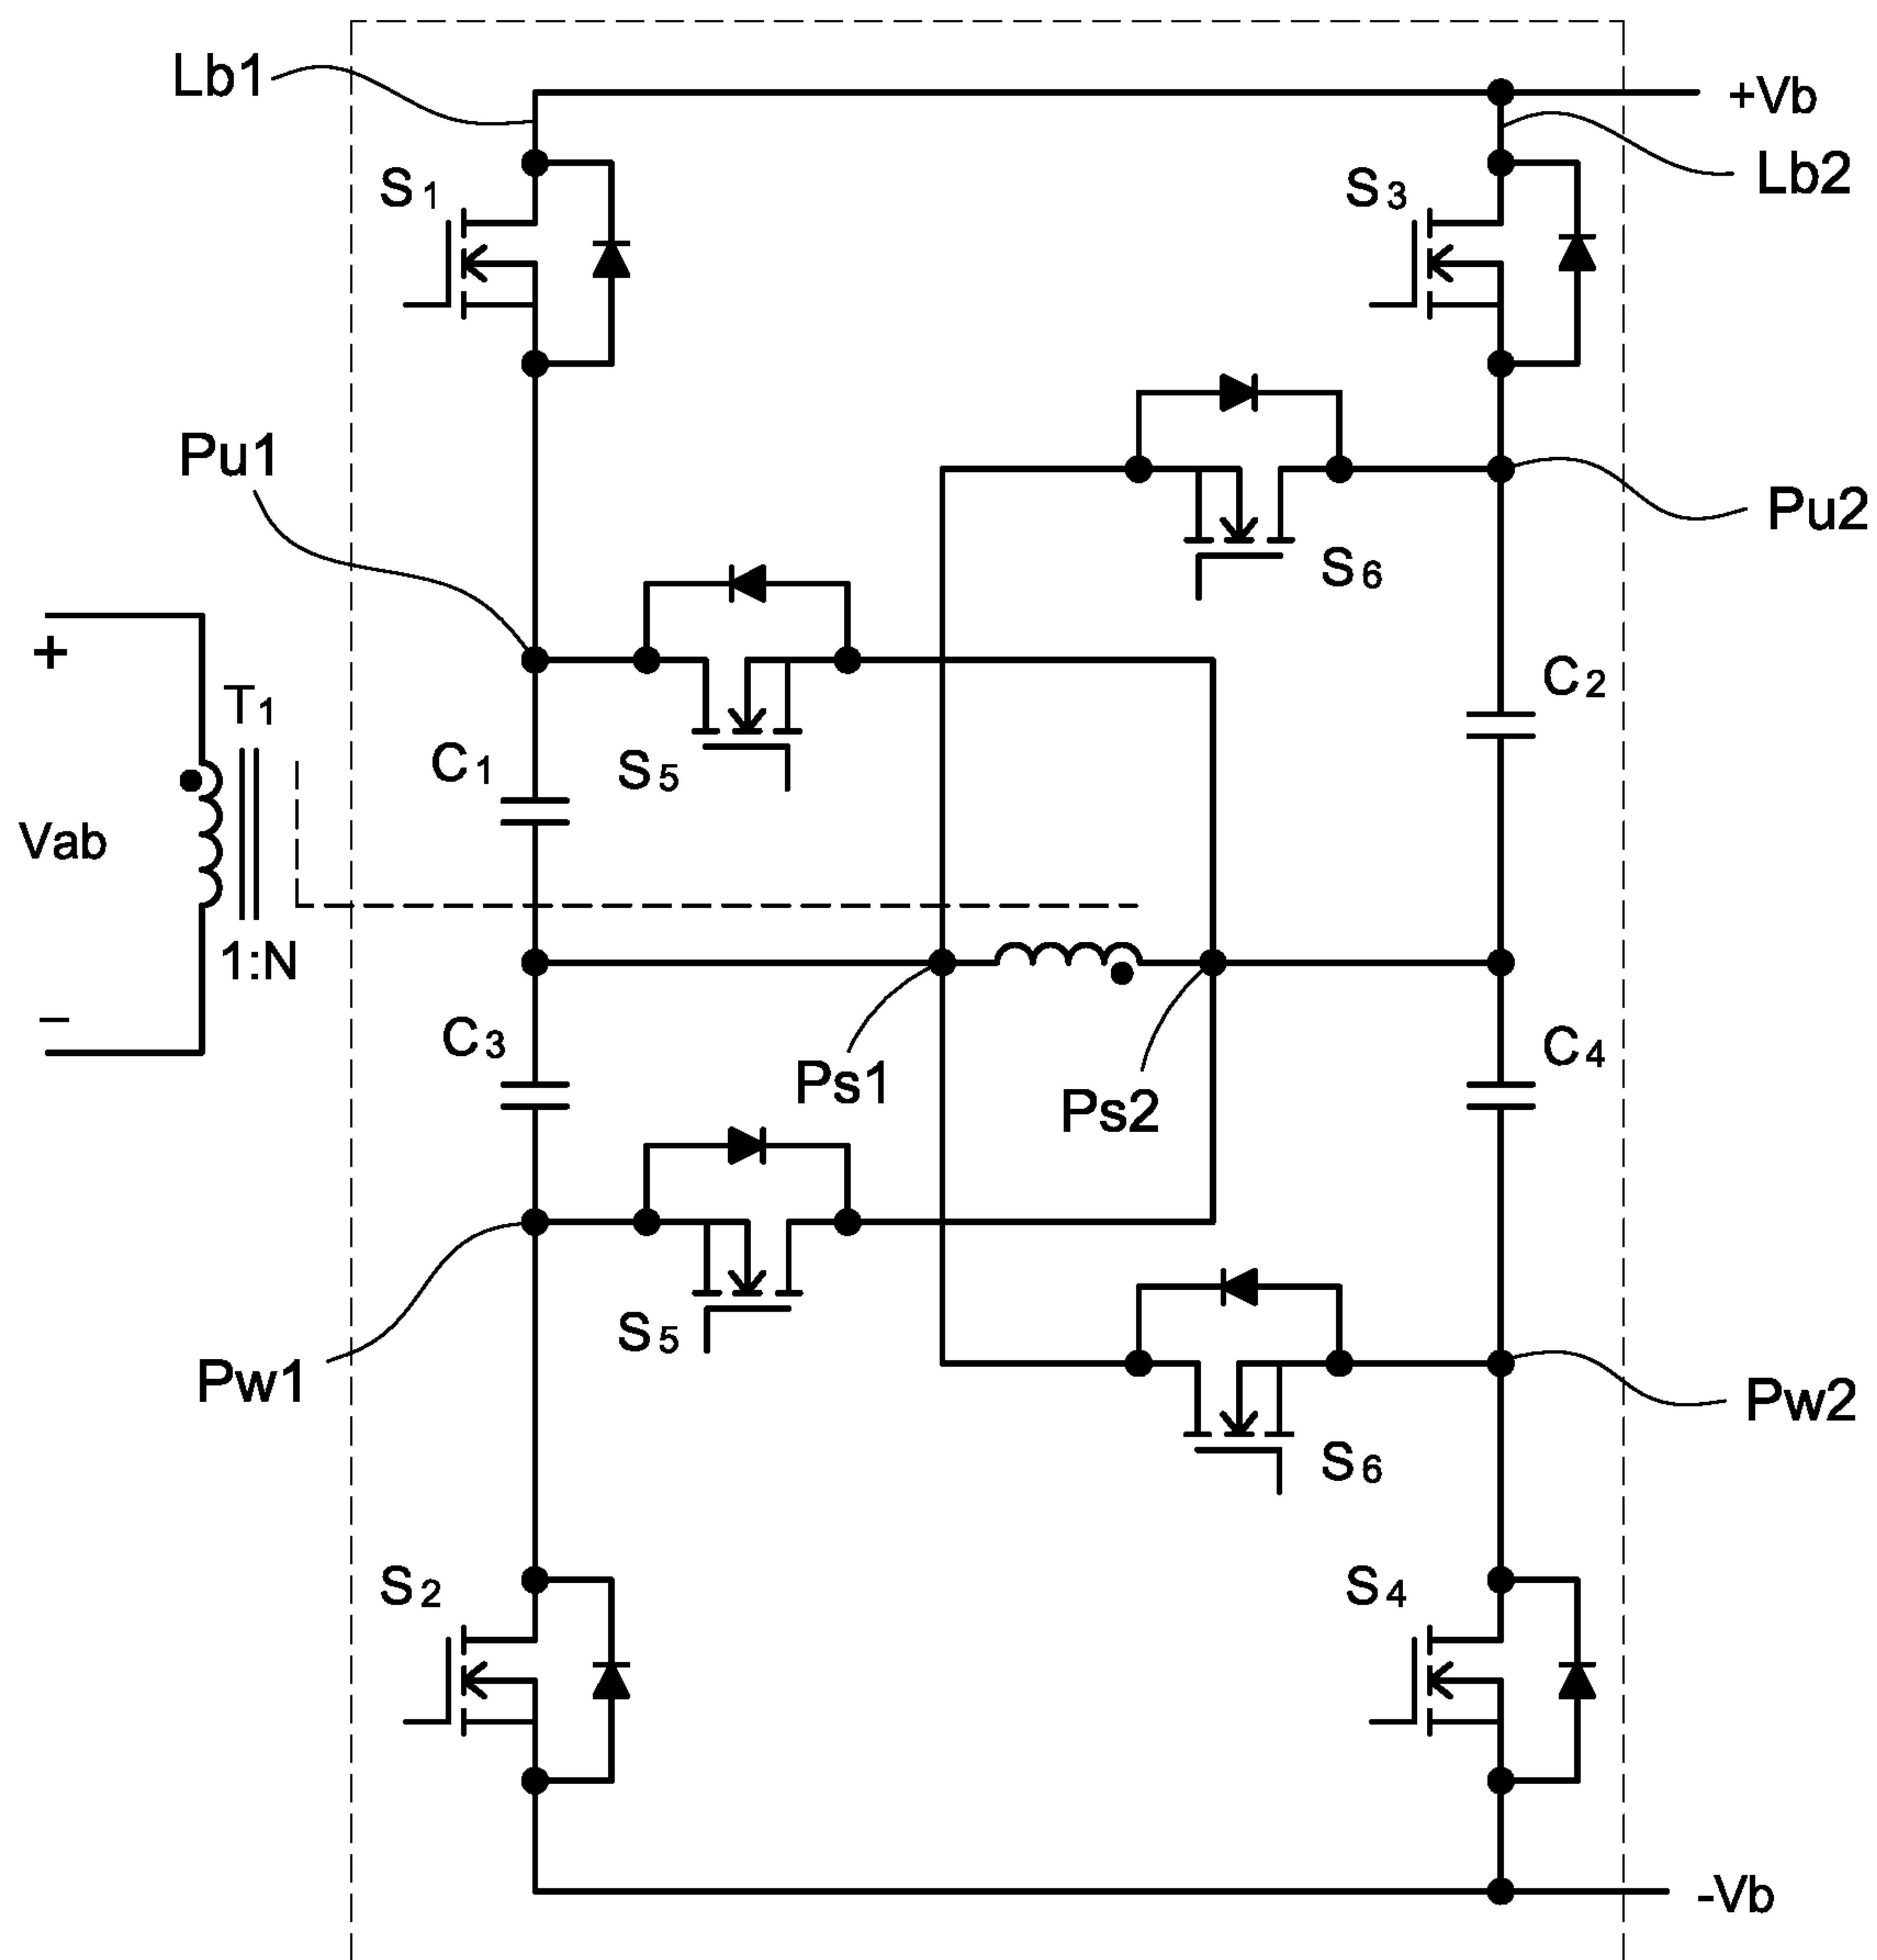 Lb1
+Vb
Lb2
S1
S3
Pu1
Pu2
S6
C2
T1
C1
S5
+
Vab
1:N
–
C3
C4
Ps1
Ps2
S5
Pw1
Pw2
S6
S2
S4
-Vb